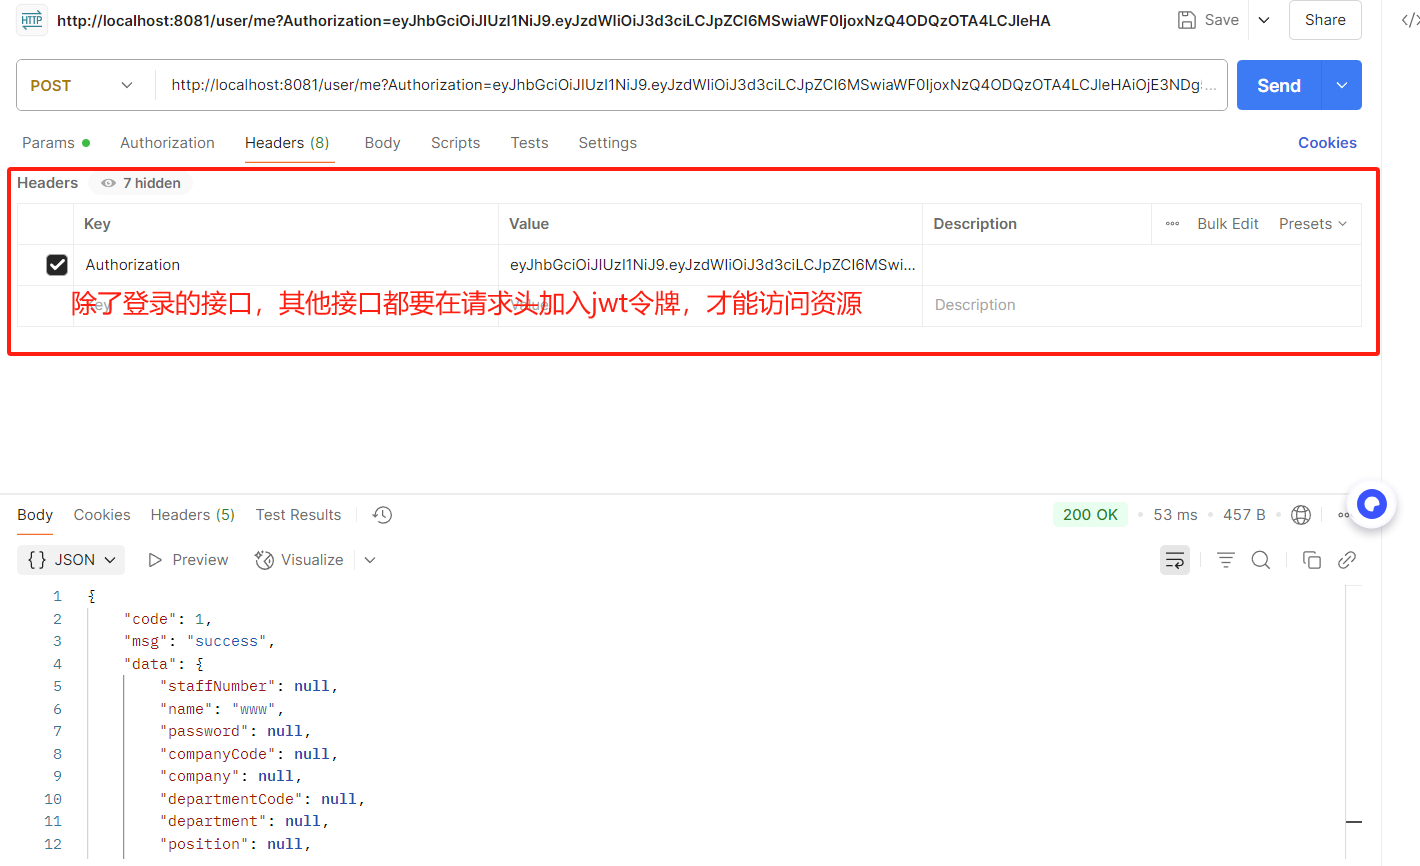 HTTP http://localhost:8081/user/me?Authorization=eyJhbGciOiJIUzI1NiJ9.eyJzdWIiOiJ3d3ciLCJpZCI6MSwiaWF0IjoxNzQ4ODQzOTA4LCJleHA Save Share
POST http://localhost:8081/user/me?Authorization=eyJhbGciOiJIUzI1NiJ9.eyJzdWIiOiJ3d3ciLCJpZCI6MSwiaWF0IjoxNzQ4ODQzOTA4LCJleHAiOjE3NDg... Send
Params Authorization Headers (8) Body Scripts Tests Settings Cookies
Headers 7 hidden
Key Value Description Bulk Edit Presets
Authorization eyJhbGciOiJIUzI1NiJ9.eyJzdWIiOiJ3d3ciLCJpZCI6MSwi...
除了登录的接口，其他接口都要在请求头加入jwt令牌，才能访问资源
Key Value Description
Body Cookies Headers (5) Test Results 200 OK 53 ms 457 B
{} JSON Preview Visualize
1 {
2 "code": 1,
3 "msg": "success",
4 "data": {
5 "staffNumber": null,
6 "name": "www",
7 "password": null,
8 "companyCode": null,
9 "company": null,
10 "departmentCode": null,
11 "department": null,
12 "position": null,